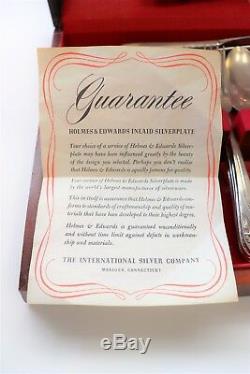 Guarantee
HOLMES & EDWARDS INLAID SILVERPLATE
Your choice of a service of Holmes & Edwards Silver-
plate may have been influenced greatly by the beauty
of the design you selected. Perhaps you don't realize
that Holmes & Edwards is equally famous for quality.
Your service of Holmes & Edwards Silverplate is made
by the world's largest manufacturer of silverware.
This in itself is assurance that Holmes & Edwards con-
forms to standards of craftsmanship and quality of ma-
terials that have been developed to their highest degree.
Holmes & Edwards is guaranteed unconditionally
and without time limit against defects in workman-
ship and materials.
THE INTERNATIONAL SILVER COMPANY
MERIDEN, CONNECTICUT